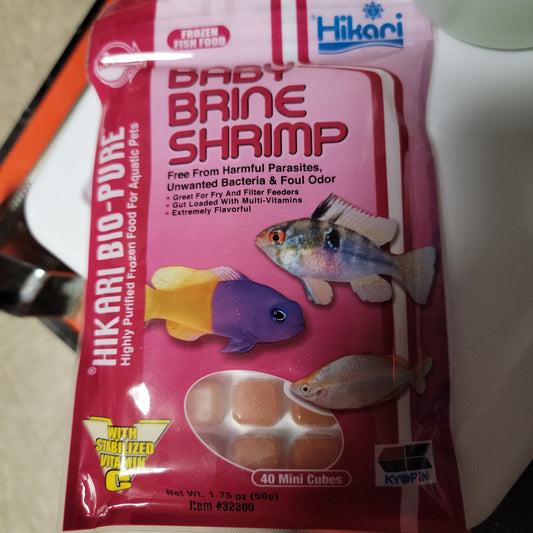 FROZEN
FISH FOOD
Hikari
BABY
BRINE
SHRIMP
Free From Harmful Parasites,
Unwanted Bacteria & Foul Odor
• Great For Fry And Filter Feeders
• Gut Loaded With Multi-Vitamins
• Extremely Flavorful
®HIKARI BIO-PURE
Highly Purified Frozen Food For Aquatic Pets
WITH
STABILIZED
VITAMIN
C
40 Mini Cubes
KYORIN
Net Wt. 1.75 oz (50g)
Item #32300